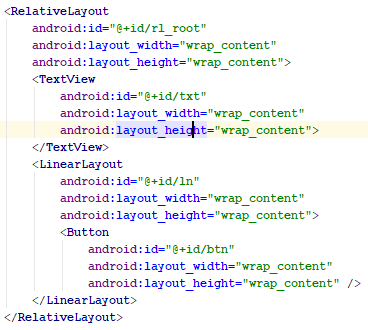 <RelativeLayout
    android:id="@+id/rl_root"
    android:layout_width="wrap_content"
    android:layout_height="wrap_content">
    <TextView
        android:id="@+id/txt"
        android:layout_width="wrap_content"
        android:layout_height="wrap_content">
    </TextView>
    <LinearLayout
        android:id="@+id/ln"
        android:layout_width="wrap_content"
        android:layout_height="wrap_content">
        <Button
            android:id="@+id/btn"
            android:layout_width="wrap_content"
            android:layout_height="wrap_content" />
    </LinearLayout>
</RelativeLayout>